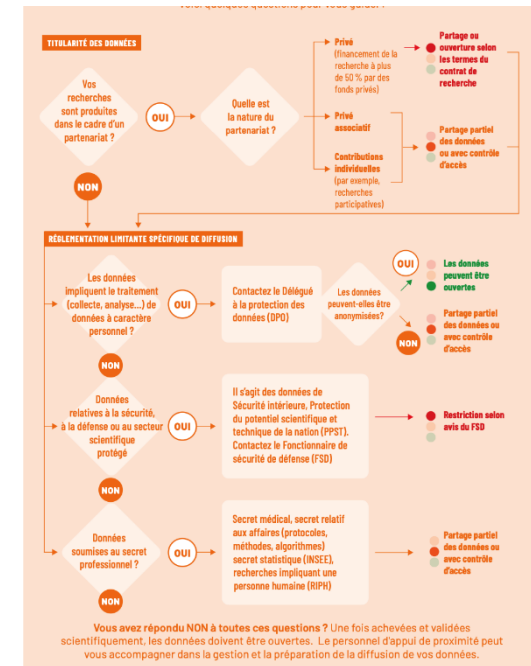 Voici quelques questions pour vous guider :
TITULARITÉ DES DONNÉES
Vos
recherches
sont produites
dans le cadre d'un
partenariat ?
OUI
Quelle est
la nature du
partenariat ?
Privé
(financement de la
recherche à plus
de 50 % par des
fonds privés)
Partage ou
ouverture selon
les termes du
contrat de
recherche
Privé
associatif
Contributions
individuelles
(par exemple,
recherches
participatives)
Partage partiel
des données
ou avec contrôle
d'accès
NON
RÉGLEMENTATION LIMITANTE SPÉCIFIQUE DE DIFFUSION
Les données
impliquent le traitement
(collecte, analyse...) de
données à caractère
personnel ?
OUI
Contactez le Délégué
à la protection des
données (DPD)
Les données
peuvent-elles être
anonymisées?
OUI
Les données
peuvent être
ouvertes
NON
Partage partiel
des données ou
avec contrôle
d'accès
NON
Données
relatives à la sécurité,
à la défense ou au secteur
scientifique
protégé
OUI
Il s'agit des données de
Sécurité intérieure, Protection
du potentiel scientifique et
technique de la nation (PPST),
Contactez le Fonctionnaire de
sécurité de défense (FSD)
Restriction selon
avis du FSD
NON
Données
soumises au secret
professionnel ?
OUI
Secret médical, secret relatif
aux affaires (protocoles,
méthodes, algorithmes)
secret statistique (INSEE),
recherches impliquant une
personne humaine (RIPH)
Partage partiel
des données ou
avec contrôle
d'accès
NON
Vous avez répondu NON à toutes ces questions ? Une fois achevées et validées
scientifiquement, les données doivent être ouvertes. Le personnel d'appui de proximité peut
vous accompagner dans la gestion et la préparation de la diffusion de vos données.